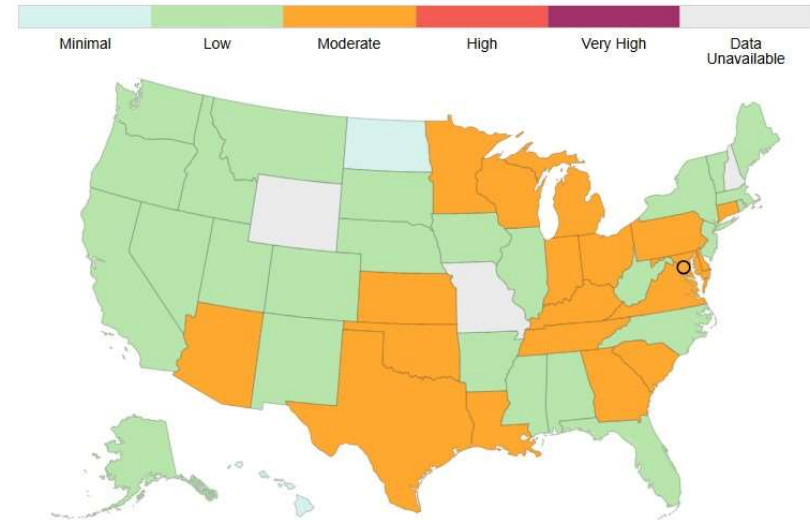 Minimal
Low
Moderate
High
Very High
Data
Unavailable